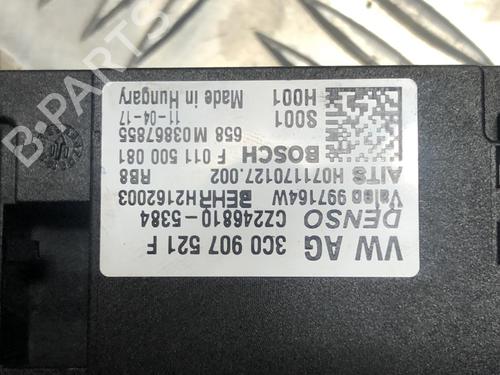 VW AG 3C0 907 521 F
DENSO CZ246810-5384
Valeo 997164W BEHR H2162003
AITS H071170127.002 RB8
BOSCH F 011 500 081
658 M03867855
S001 11-04-17
H001 Made in Hungary
B-Parts